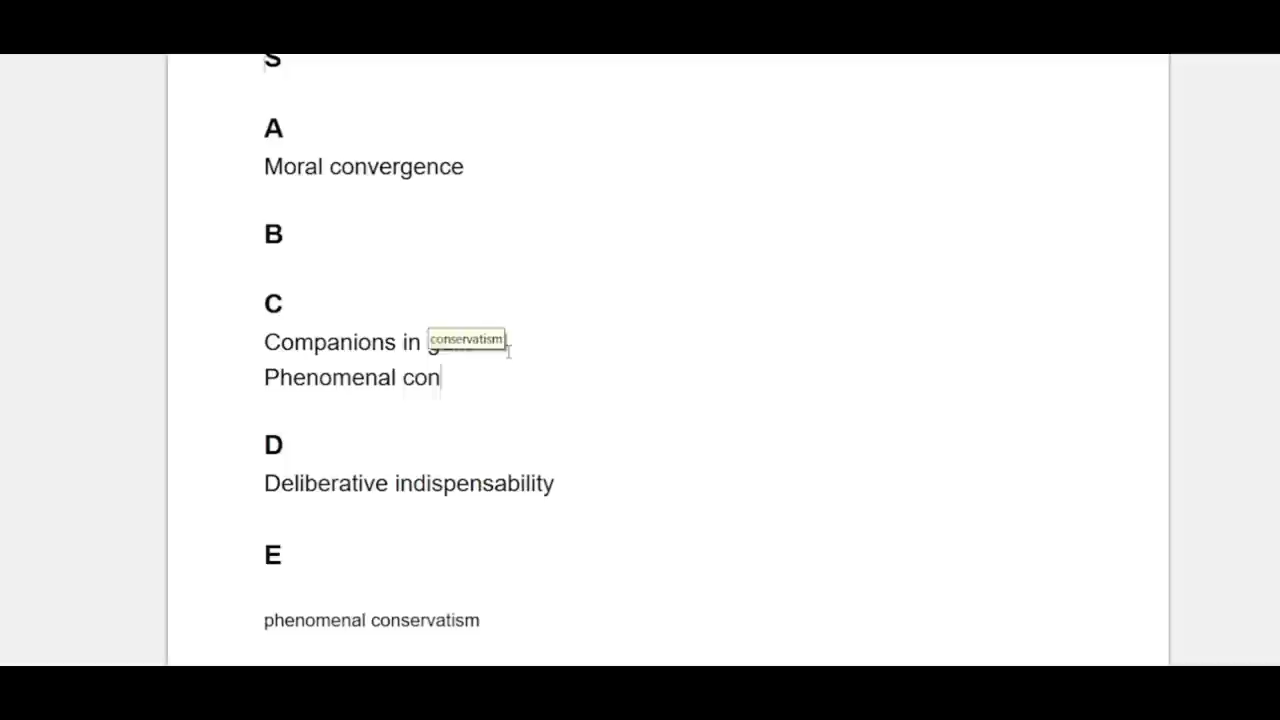 S
A
Moral convergence
B
C
Companions in
conservatism
Phenomenal con
D
Deliberative indispensability
E
phenomenal conservatism